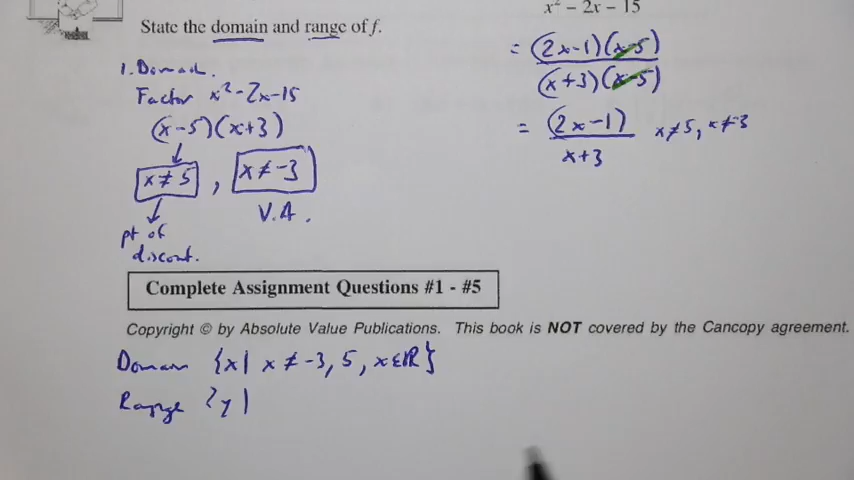 State the domain and range of f.
1. Domain.
Factor x² - 2x - 15
(x-5)(x+3)
x ≠ 5 , x ≠ -3
V.A.
pt of
discont.
x² - 2x - 15
= (2x-1)(x-5)
(x+3)(x-5)
= (2x-1) x≠5, x≠-3
x+3
Complete Assignment Questions #1 - #5
Copyright © by Absolute Value Publications. This book is NOT covered by the Cancopy agreement.
Domain {x| x ≠ -3, 5, x∈ℝ}
Range {y|